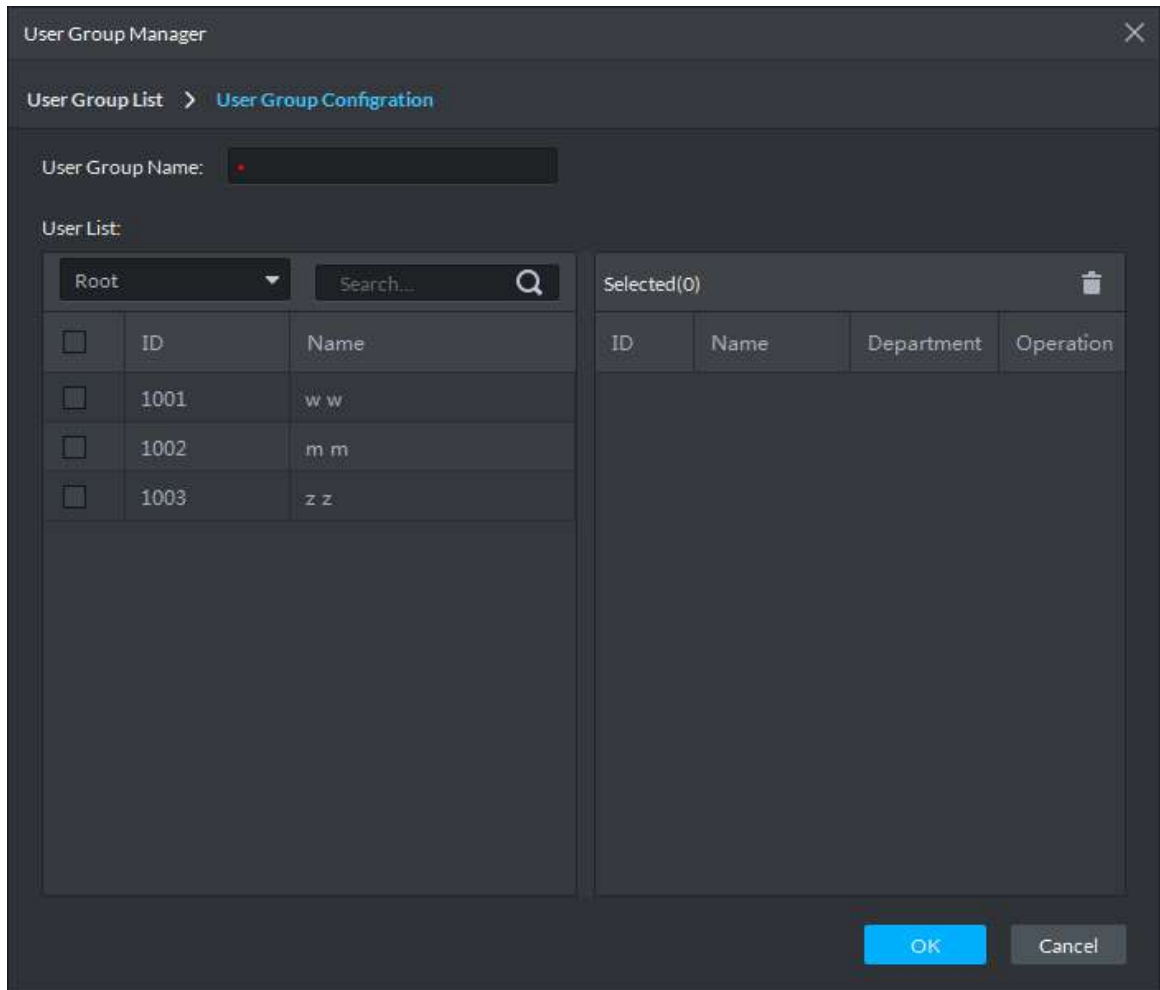 User Group Manager
User Group List > User Group Configration
User Group Name:
User List:
Root Search... Selected(0)
ID Name ID Name Department Operation
1001 w w
1002 m m
1003 z z
OK Cancel